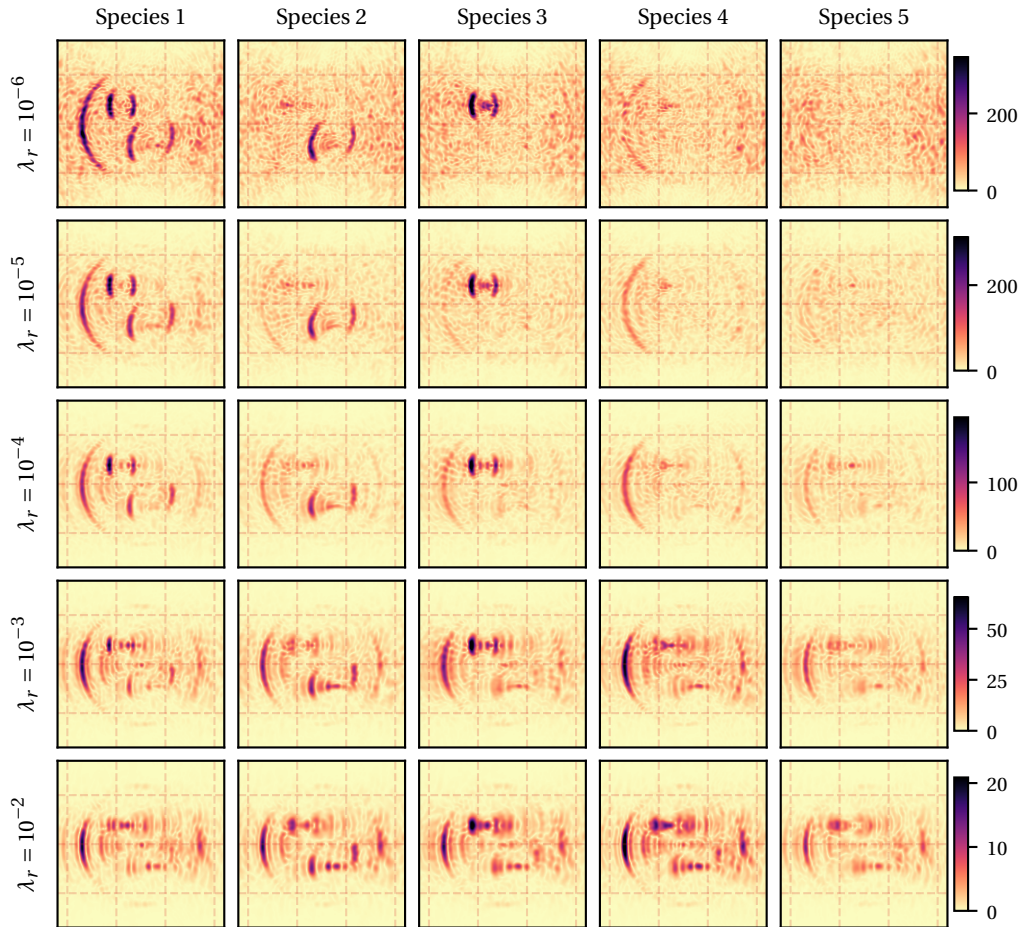 Species 1 Species 2 Species 3 Species 4 Species 5
λr = 10−6
200
0
λr = 10−5
200
0
λr = 10−4
100
0
λr = 10−3
50
25
0
λr = 10−2
20
10
0